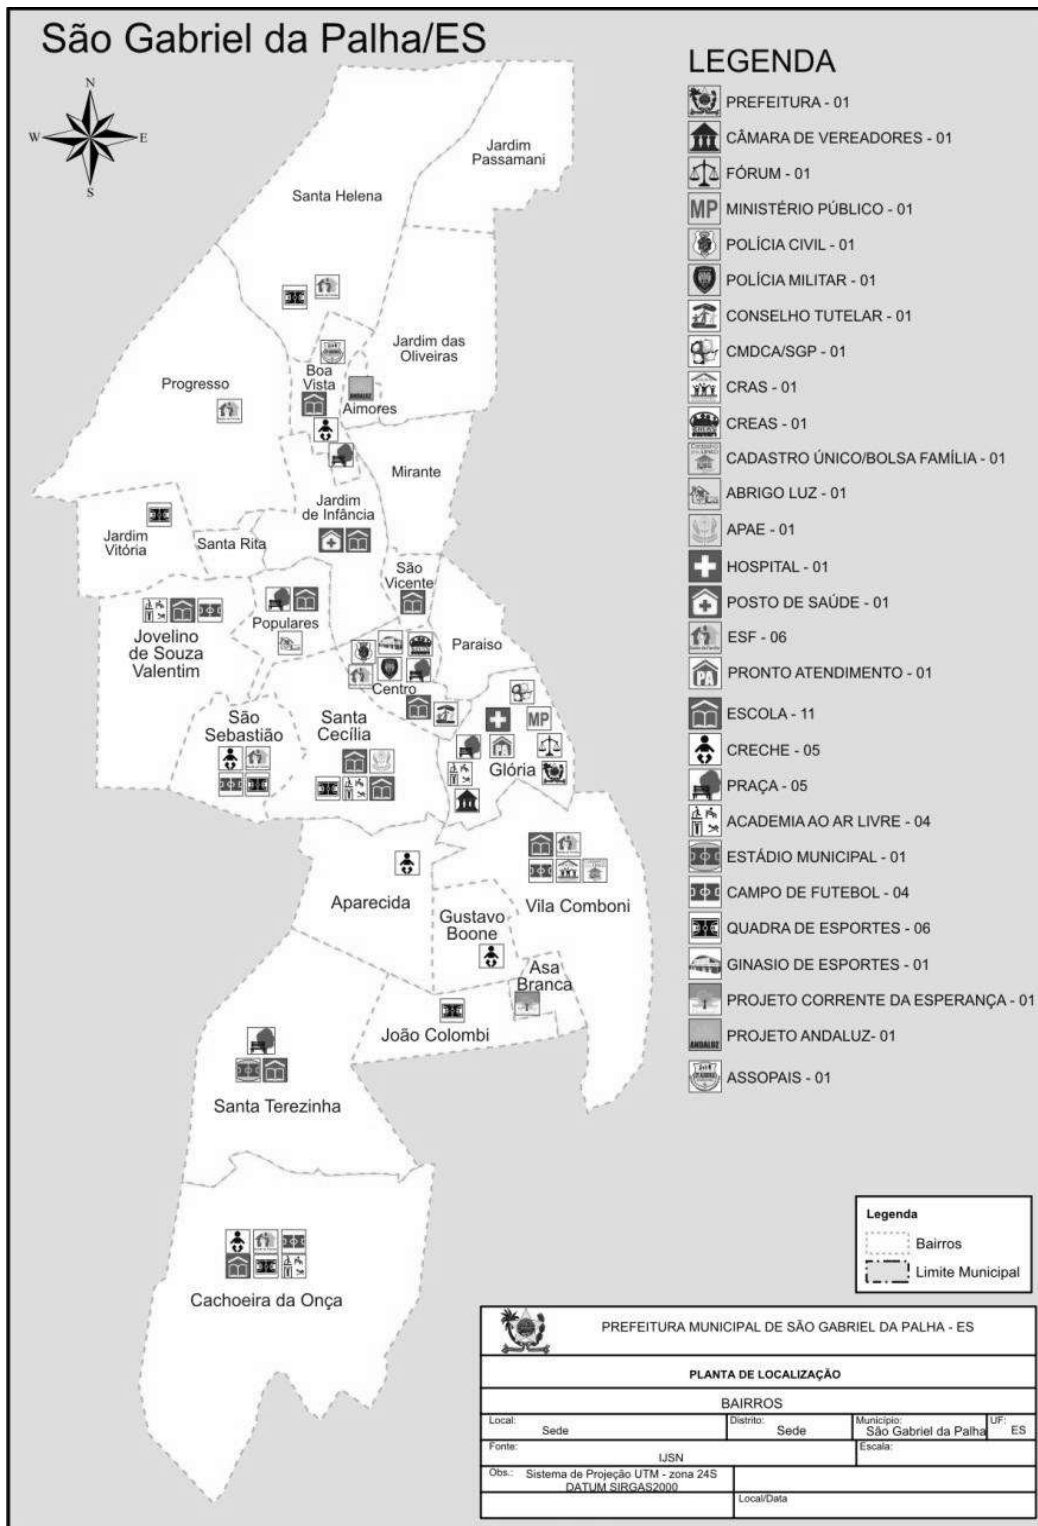 São Gabriel da Palha/ES
N
W
E
S
Jardim
Passamani
Santa Helena
Jardim das
Oliveiras
Progresso
Boa
Vista
ANDALUZ
Aimores
Mirante
Jardim
de Infância
Jardim
Vitória
Santa Rita
São
Vicente
Populares
Jovelino
de Souza
Valentim
Paraiso
Centro
São
Sebastião
Santa
Cecília
MP
PA
Glória
Aparecida
Vila Comboni
Gustavo
Boone
Asa
Branca
João Colombi
Santa Terezinha
Cachoeira da Onça
LEGENDA
PREFEITURA - 01
CÂMARA DE VEREADORES - 01
FÓRUM - 01
MP MINISTÉRIO PÚBLICO - 01
POLÍCIA CIVIL - 01
POLÍCIA MILITAR - 01
CONSELHO TUTELAR - 01
CMDCA/SGP - 01
CRAS - 01
CREAS - 01
CADASTRO ÚNICO/BOLSA FAMÍLIA - 01
ABRIGO LUZ - 01
APAE - 01
HOSPITAL - 01
POSTO DE SAÚDE - 01
ESF - 06
PA PRONTO ATENDIMENTO - 01
ESCOLA - 11
CRECHE - 05
PRAÇA - 05
ACADEMIA AO AR LIVRE - 04
ESTÁDIO MUNICIPAL - 01
CAMPO DE FUTEBOL - 04
QUADRA DE ESPORTES - 06
GINASIO DE ESPORTES - 01
PROJETO CORRENTE DA ESPERANÇA - 01
ANDALUZ PROJETO ANDALUZ- 01
ASSOPAIS - 01
Legenda
Bairros
Limite Municipal
PREFEITURA MUNICIPAL DE SÃO GABRIEL DA PALHA - ES
PLANTA DE LOCALIZAÇÃO
BAIRROS
Local: Sede
Distrito: Sede
Município: São Gabriel da Palha
UF: ES
Fonte: IJSN
Escala:
Obs.: Sistema de Projeção UTM - zona 24S
DATUM SIRGAS2000
Local/Data